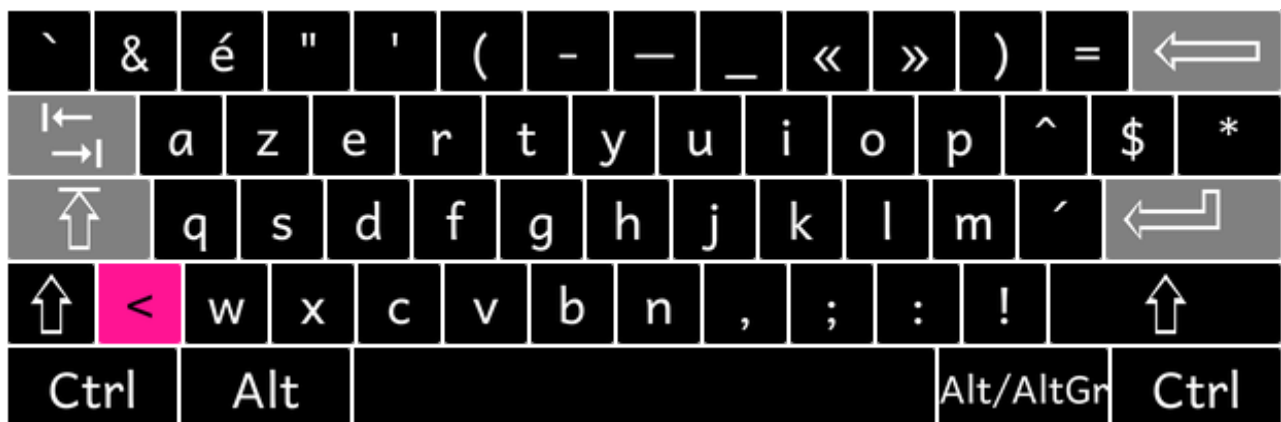 ` & é " ' ( - — _ « » ) =
a z e r t y u i o p ^ $ *
q s d f g h j k l m ´
< w x c v b n , ; : !
Ctrl Alt Alt/AltGr Ctrl